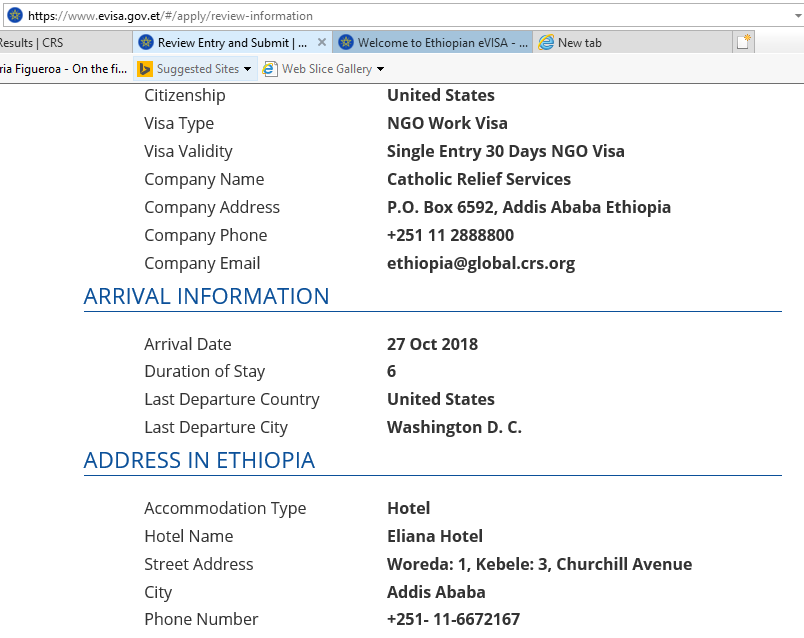 https://www.evisa.gov.et/#/apply/review-information
Results | CRS
Review Entry and Submit | ...
Welcome to Ethiopian eVISA - ...
New tab
ria Figueroa - On the fi...
Suggested Sites
Web Slice Gallery
Citizenship United States
Visa Type NGO Work Visa
Visa Validity Single Entry 30 Days NGO Visa
Company Name Catholic Relief Services
Company Address P.O. Box 6592, Addis Ababa Ethiopia
Company Phone +251 11 2888800
Company Email ethiopia@global.crs.org
ARRIVAL INFORMATION
Arrival Date 27 Oct 2018
Duration of Stay 6
Last Departure Country United States
Last Departure City Washington D. C.
ADDRESS IN ETHIOPIA
Accommodation Type Hotel
Hotel Name Eliana Hotel
Street Address Woreda: 1, Kebele: 3, Churchill Avenue
City Addis Ababa
Phone Number +251- 11-6672167